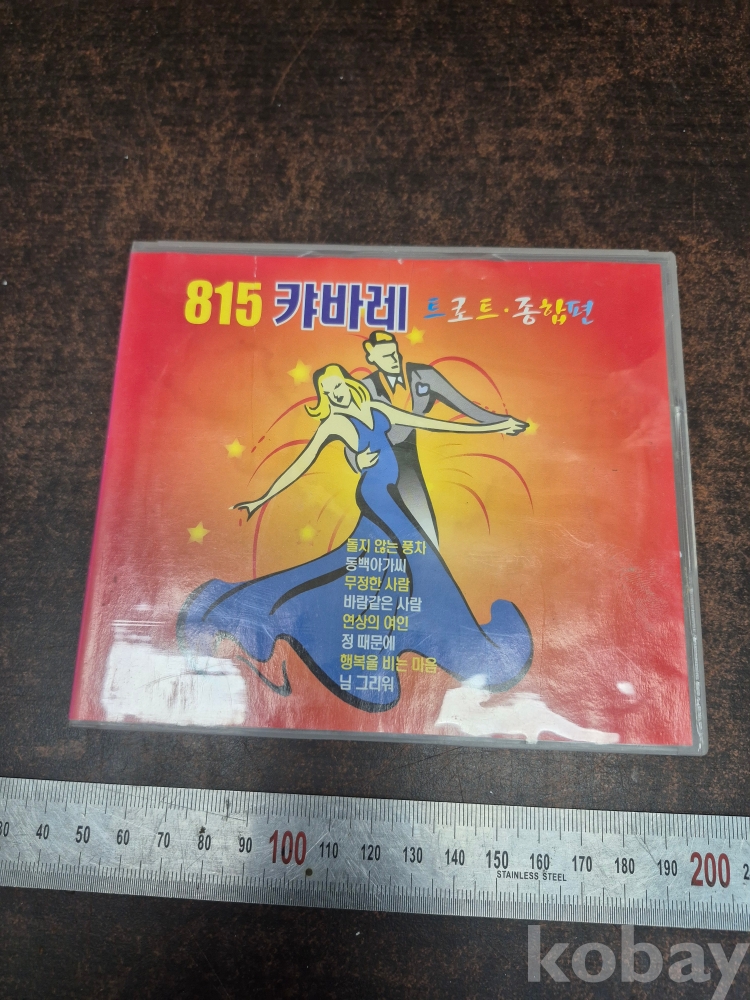 815 캬바레 트로트·종합편
돌지 않는 풍차
동백아가씨
무정한 사람
바람같은 사람
연상의 여인
정 때문에
행복을 비는 마음
님 그리워
30 40 50 60 70 80 90 100 110 120 130 140 150 160 170 180 190 200
STAINLESS STEEL
kobay